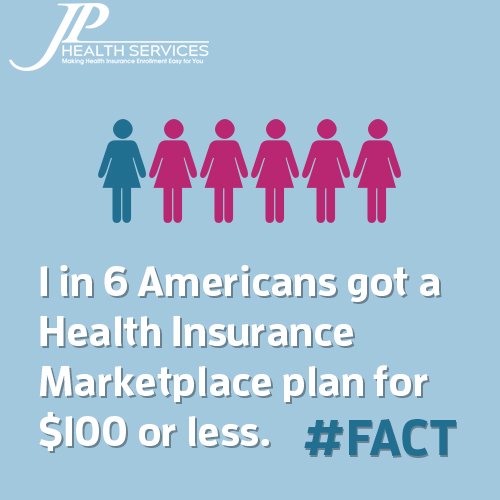 JP
HEALTH SERVICES
Making Health Insurance Enrollment Easy for You
1 in 6 Americans got a
Health Insurance
Marketplace plan for
$100 or less.
#FACT